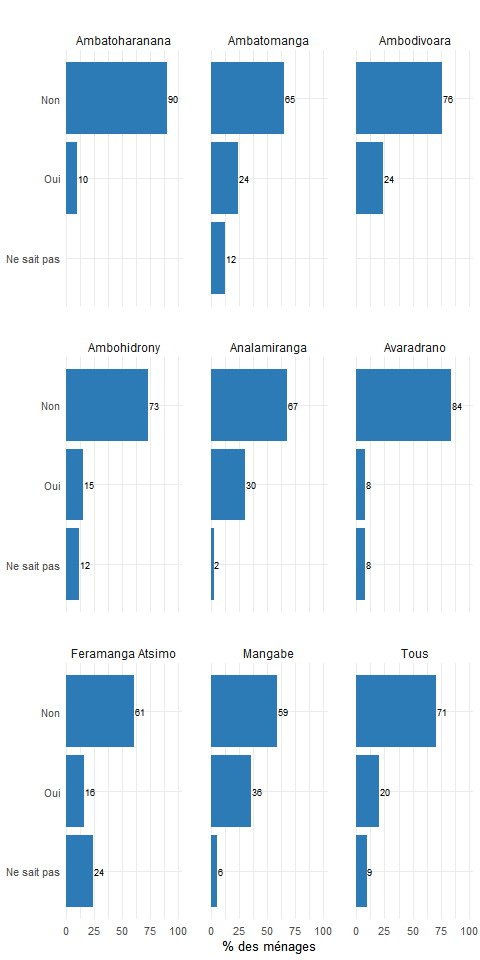 Ambatoharanana Ambatomanga Ambodivoara
Non 90 65 76
Oui 10 24 24
Ne sait pas 12
Ambohidrony Analamiranga Avaradrano
Non 73 67 84
Oui 15 30 8
Ne sait pas 12 2 8
Feramanga Atsimo Mangabe Tous
Non 61 59 71
Oui 16 36 20
Ne sait pas 24 6 9
0 25 50 75 100 0 25 50 75 100 0 25 50 75 100
% des ménages